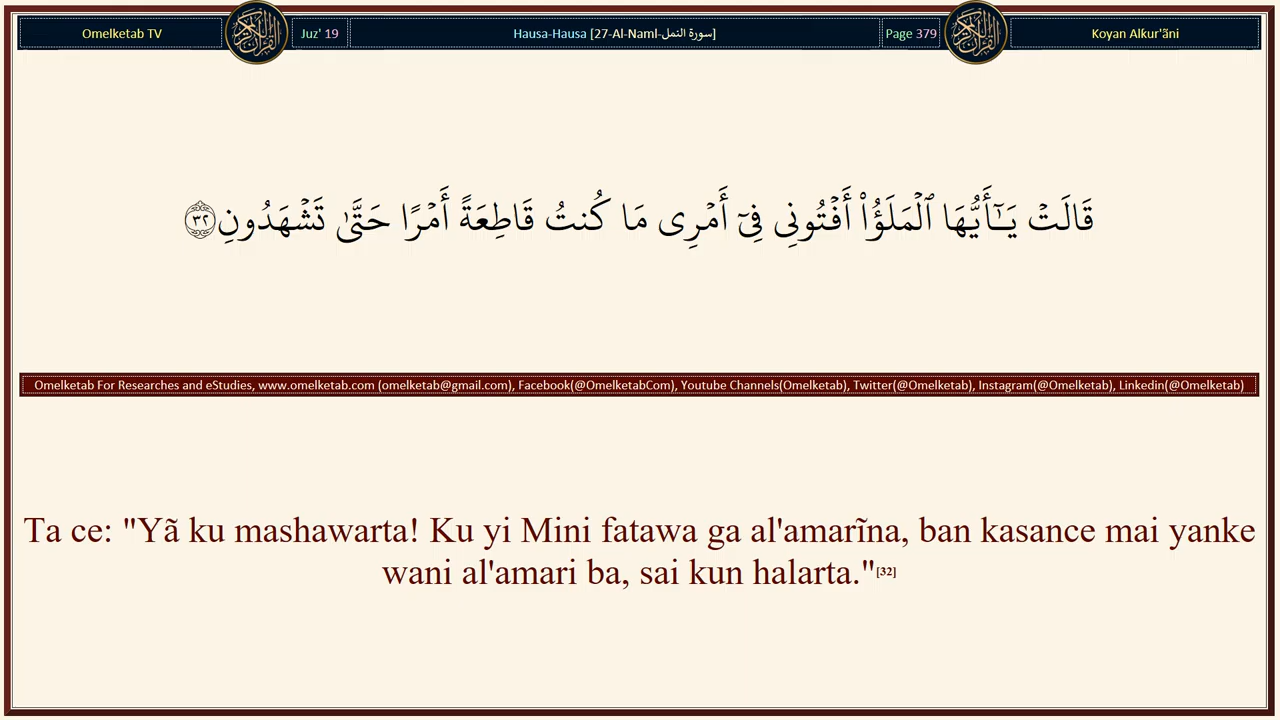 Omelketab TV
Juz' 19
Hausa-Hausa [27-Al-Naml-سورة النمل]
Page 379
Koyan Alƙur'ãni
قَالَتۡ يَـٰٓأَيُّهَا ٱلۡمَلَؤُاْ أَفۡتُونِى فِىٓ أَمۡرِى مَا كُنتُ قَاطِعَةً أَمۡرًا حَتَّىٰ تَشۡهَدُونِ ٣٢
Omelketab For Researches and eStudies, www.omelketab.com (omelketab@gmail.com), Facebook(@OmelketabCom), Youtube Channels(Omelketab), Twitter(@Omelketab), Instagram(@Omelketab), Linkedin(@Omelketab)
Ta ce: "Yã ku mashawarta! Ku yi Mini fatawa ga al'amarĩna, ban kasance mai yanke
wani al'amari ba, sai kun halarta."[32]